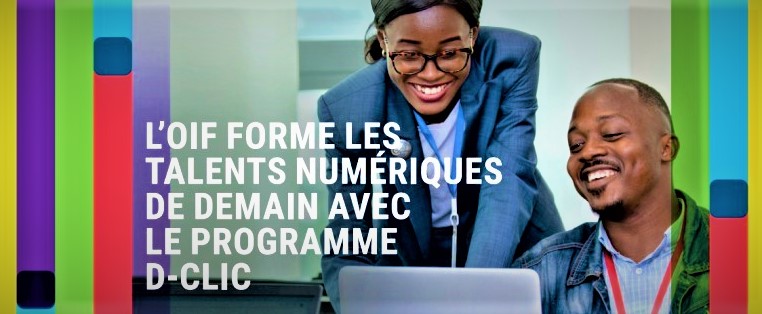 L'OIF FORME LES
TALENTS NUMÉRIQUES
DE DEMAIN AVEC
LE PROGRAMME
D-CLIC